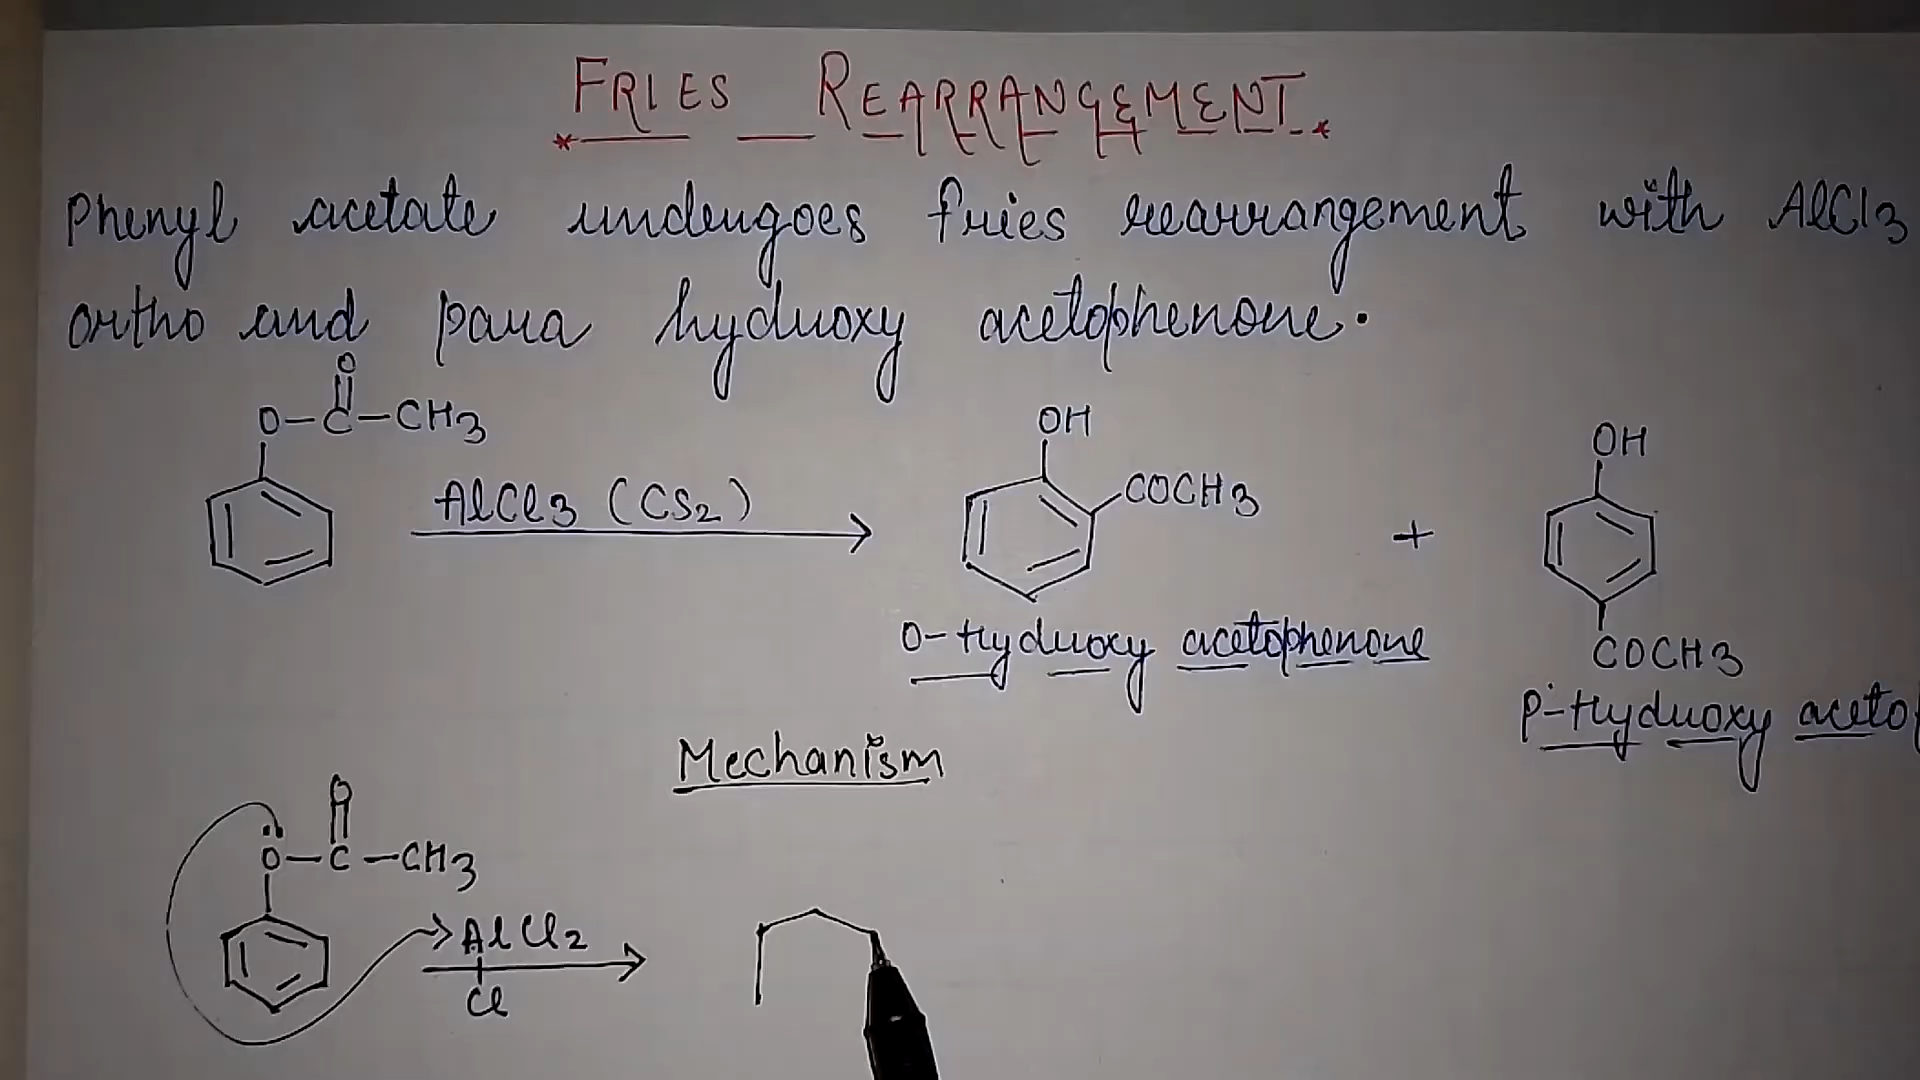 FRIES REARRANGEMENT
Phenyl acetate undergoes fries rearrangement with AlCl3
ortho and para hydroxy acetophenone.
O
O-C-CH3
AlCl3 (CS2)
OH
COCH3
+
OH
COCH3
O-Hydroxy acetophenone
P-Hydroxy aceto
Mechanism
O
O-C-CH3
AlCl2
Cl